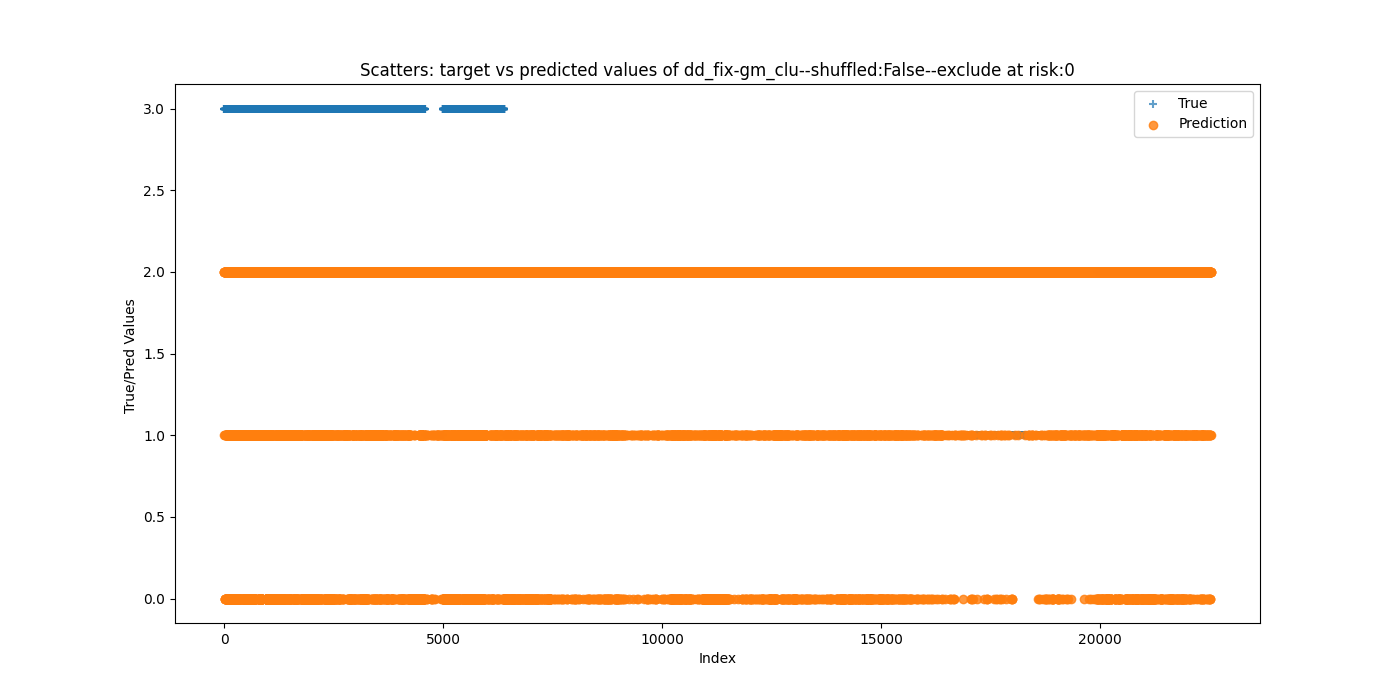 Scatters: target vs predicted values of dd_fix-gm_clu--shuffled:False--exclude at risk:0
True
Prediction
3.0
2.5
2.0
1.5
1.0
0.5
0.0
True/Pred Values
0
5000
10000
15000
20000
Index